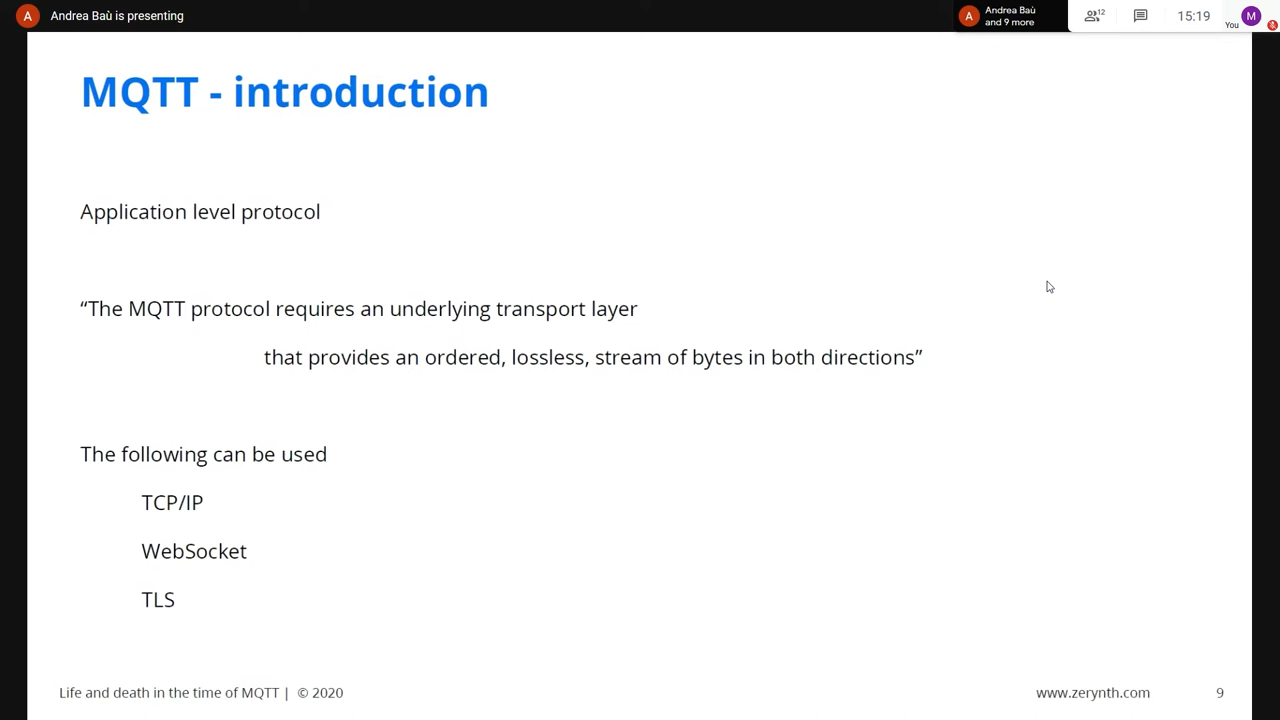 A Andrea Baù is presenting
A Andrea Baù
and 9 more
12
15:19
You
M
MQTT - introduction
Application level protocol
“The MQTT protocol requires an underlying transport layer
that provides an ordered, lossless, stream of bytes in both directions”
The following can be used
TCP/IP
WebSocket
TLS
Life and death in the time of MQTT | © 2020
www.zerynth.com
9